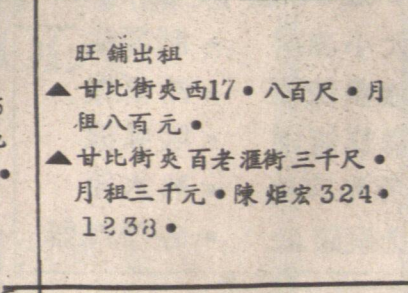 旺鋪出租
▲甘比街夾西17•八百尺•月
租八百元•
▲甘比街夾百老滙街三千尺•
月租三千元•陳炬宏324•
1238•